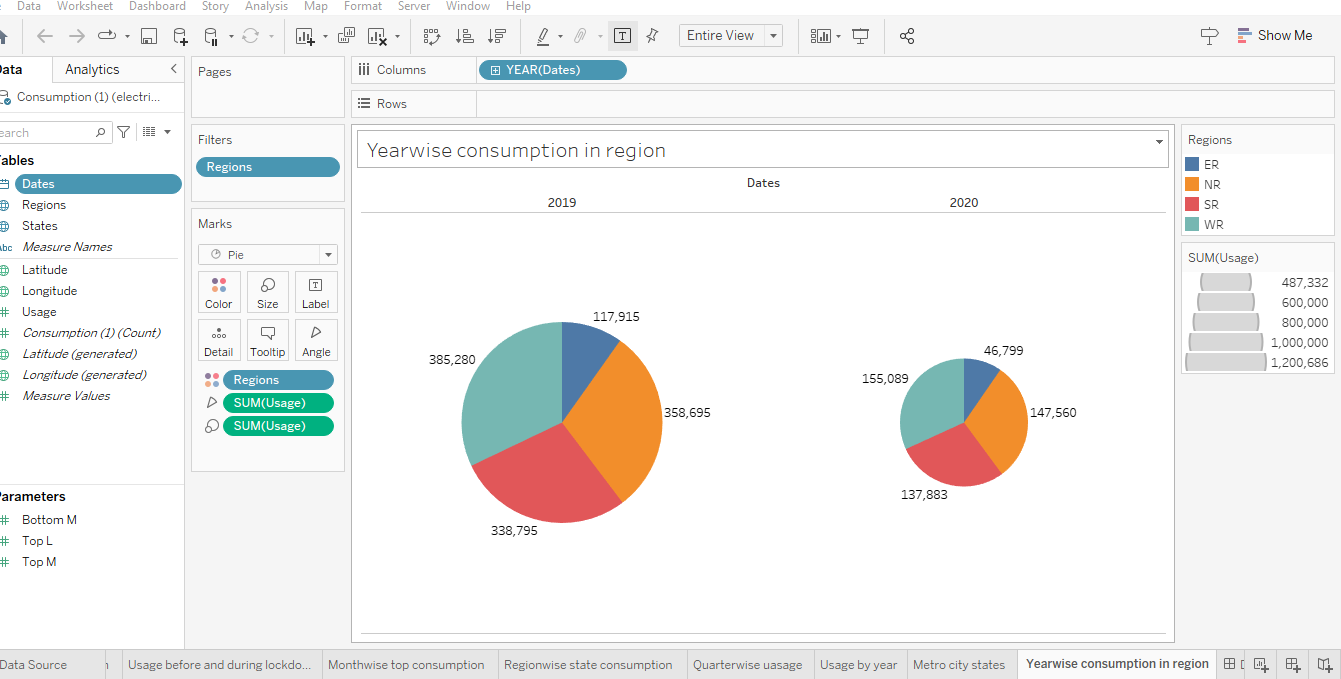 Data Worksheet Dashboard Story Analysis Map Format Server Window Help
Entire View
Show Me
Data Analytics
Consumption (1) (electri...
Search
Tables
Dates
Regions
States
Abc Measure Names
Latitude
Longitude
Usage
Consumption (1) (Count)
Latitude (generated)
Longitude (generated)
Measure Values
Parameters
Bottom M
Top L
Top M
Pages
Filters
Regions
Marks
Pie
Color Size Label
Detail Tooltip Angle
Regions
SUM(Usage)
SUM(Usage)
Columns YEAR(Dates)
Rows
Yearwise consumption in region
Dates
2019 2020
117,915
385,280
358,695
338,795
46,799
155,089
147,560
137,883
Regions
ER
NR
SR
WR
SUM(Usage)
487,332
600,000
800,000
1,000,000
1,200,686
Data Source Usage before and during lockdo... Monthwise top consumption Regionwise state consumption Quarterwise uasage Usage by year Metro city states Yearwise consumption in region